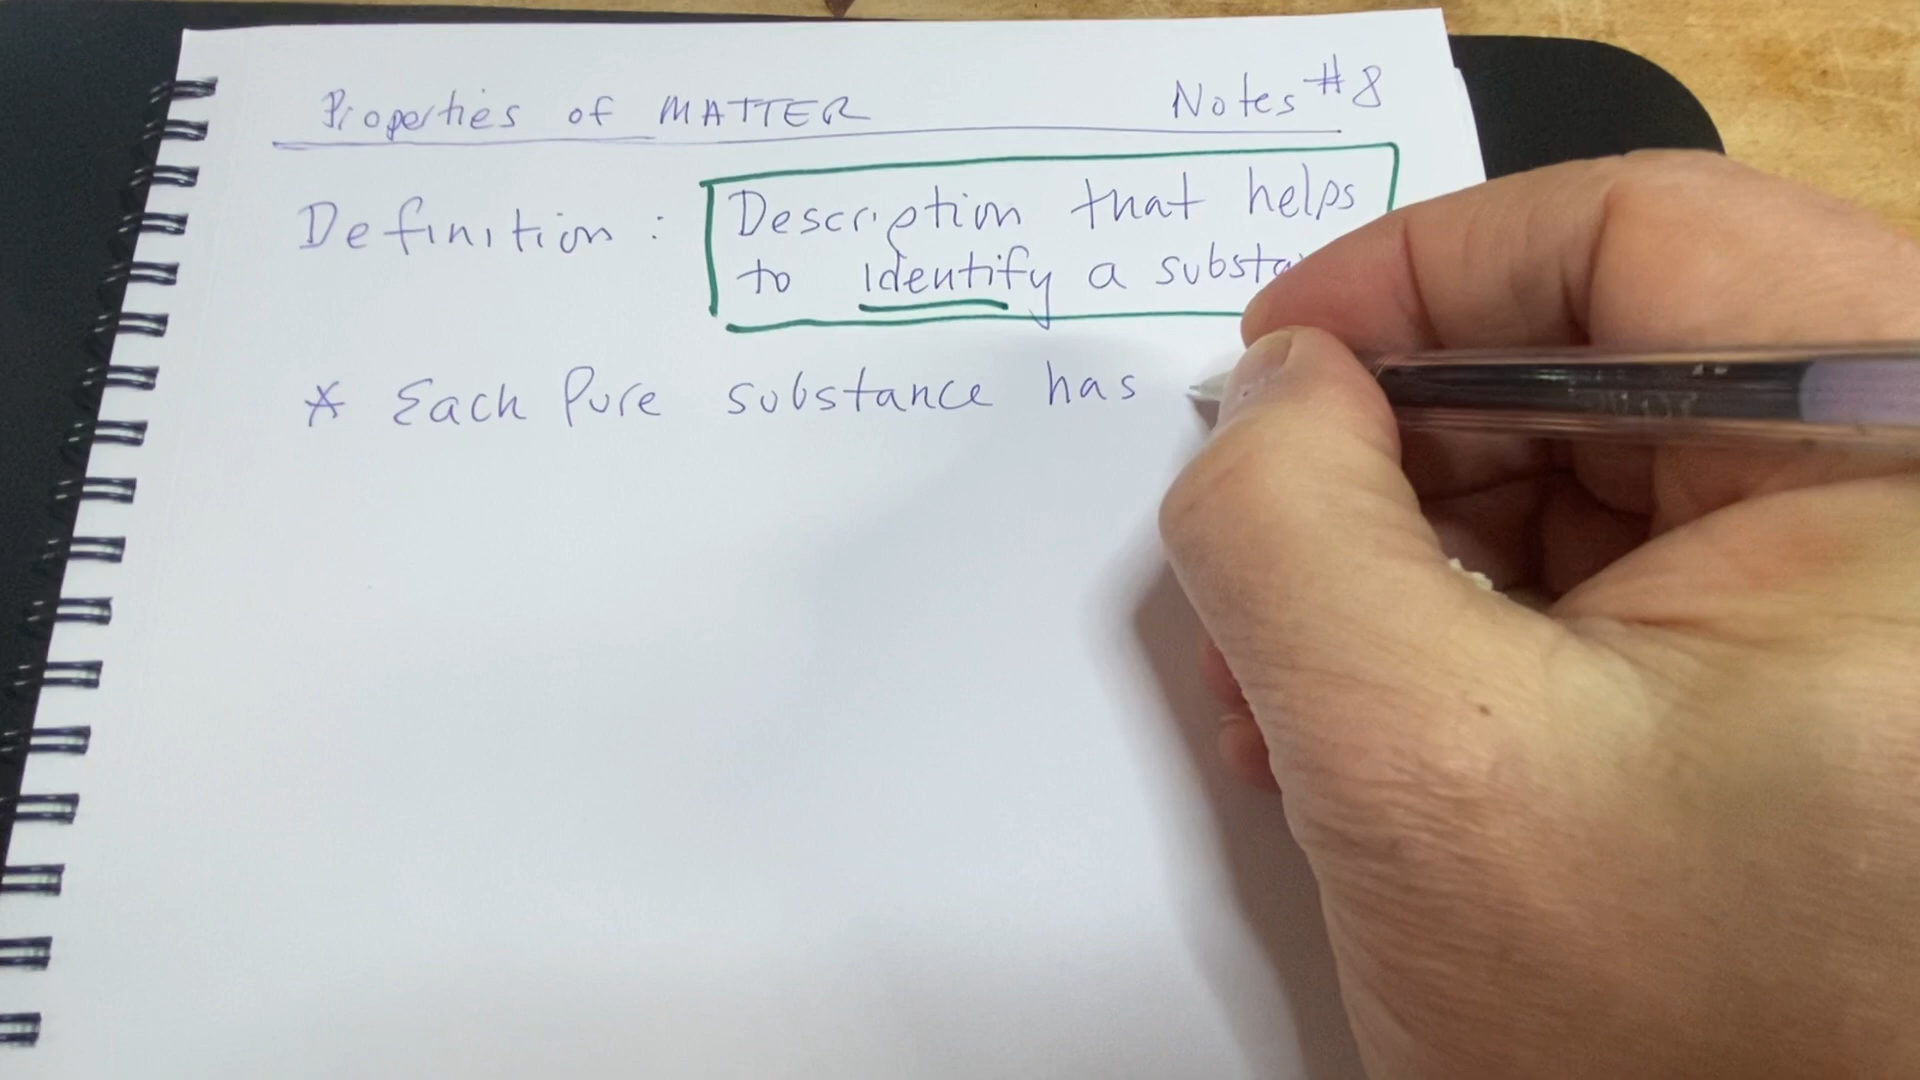 Properties of MATTER Notes #8
Definition: Description that helps
to identify a
* Each Pure substance has